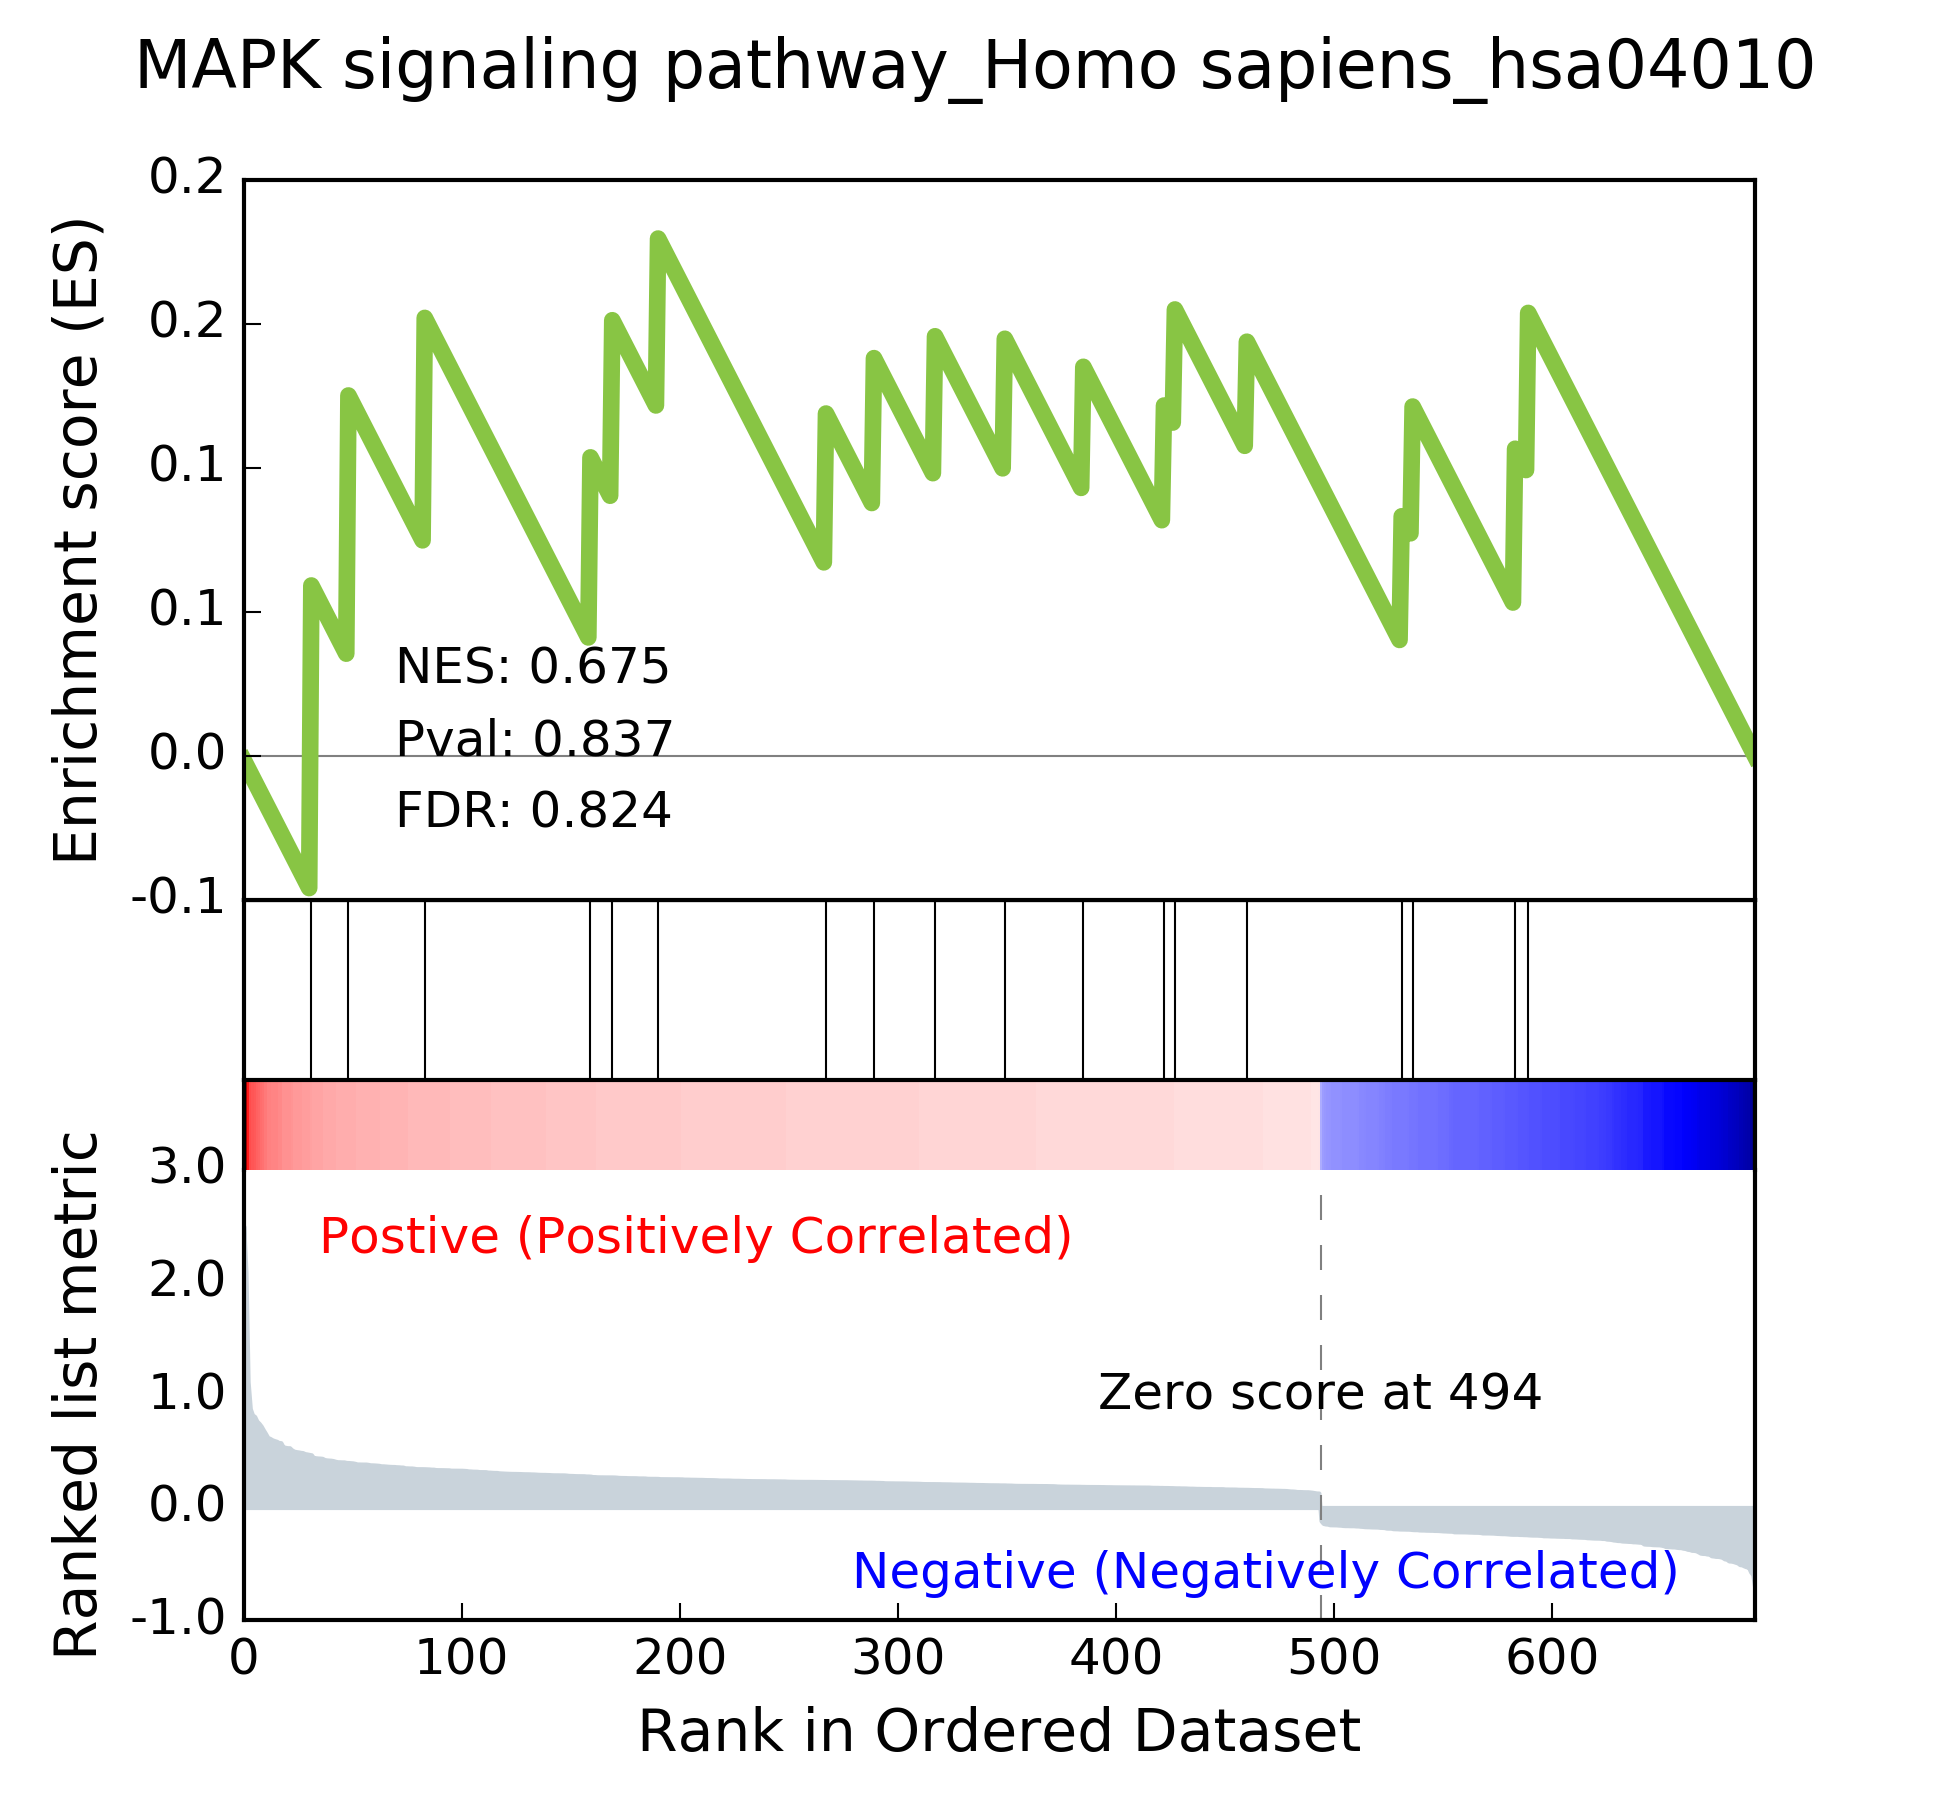 MAPK signaling pathway_Homo sapiens_hsa04010
Enrichment score (ES)
0.2
0.2
0.1
0.1
0.0
-0.1
NES: 0.675
Pval: 0.837
FDR: 0.824
Ranked list metric
3.0
2.0
1.0
0.0
-1.0
Postive (Positively Correlated)
Zero score at 494
Negative (Negatively Correlated)
0 100 200 300 400 500 600
Rank in Ordered Dataset